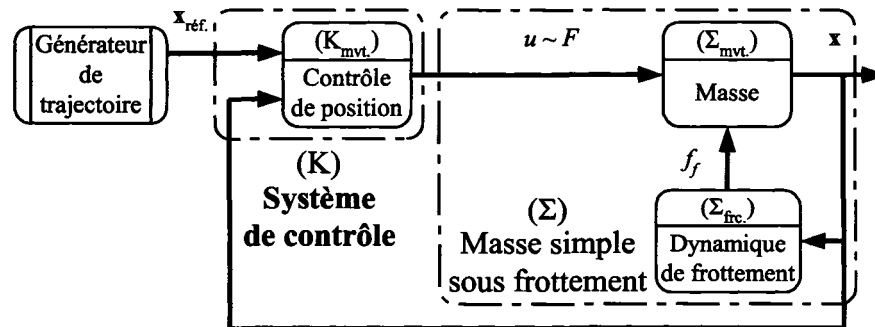 Générateur
de
trajectoire
x_réf.
(K_mvt.)
Contrôle
de position
(K)
Système
de contrôle
u ~ F
(Σ_mvt.)
Masse
x
f_f
(Σ_frc.)
Dynamique
de frottement
(Σ)
Masse simple
sous frottement